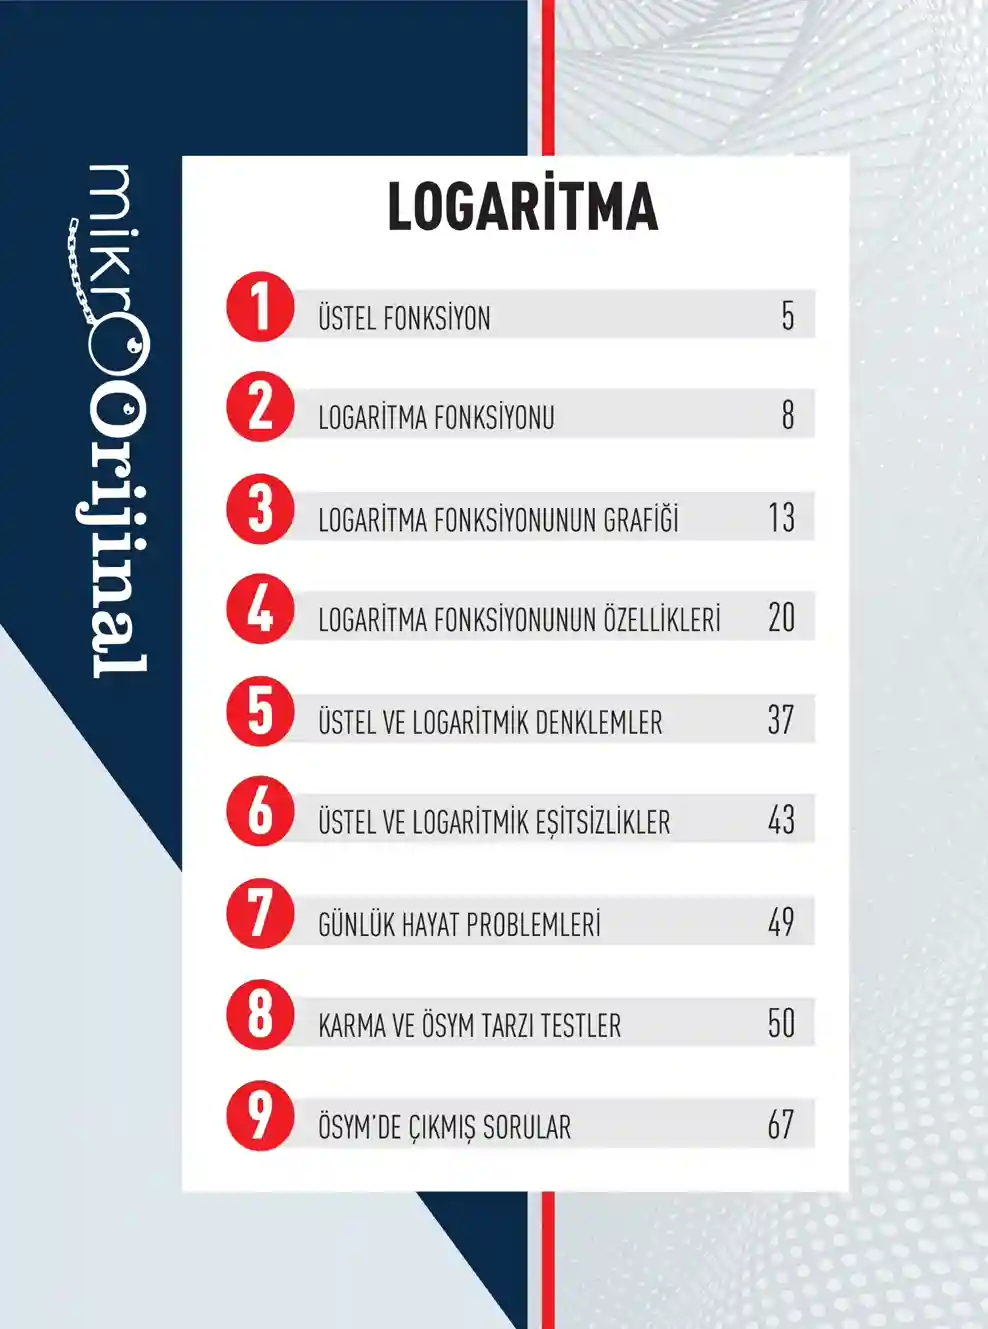 mikro Orijinal
LOGARİTMA
1 ÜSTEL FONKSİYON 5
2 LOGARİTMA FONKSİYONU 8
3 LOGARİTMA FONKSİYONUNUN GRAFİĞİ 13
4 LOGARİTMA FONKSİYONUNUN ÖZELLİKLERİ 20
5 ÜSTEL VE LOGARİTMİK DENKLEMLER 37
6 ÜSTEL VE LOGARİTMİK EŞİTSİZLİKLER 43
7 GÜNLÜK HAYAT PROBLEMLERİ 49
8 KARMA VE ÖSYM TARZI TESTLER 50
9 ÖSYM'DE ÇIKMIŞ SORULAR 67